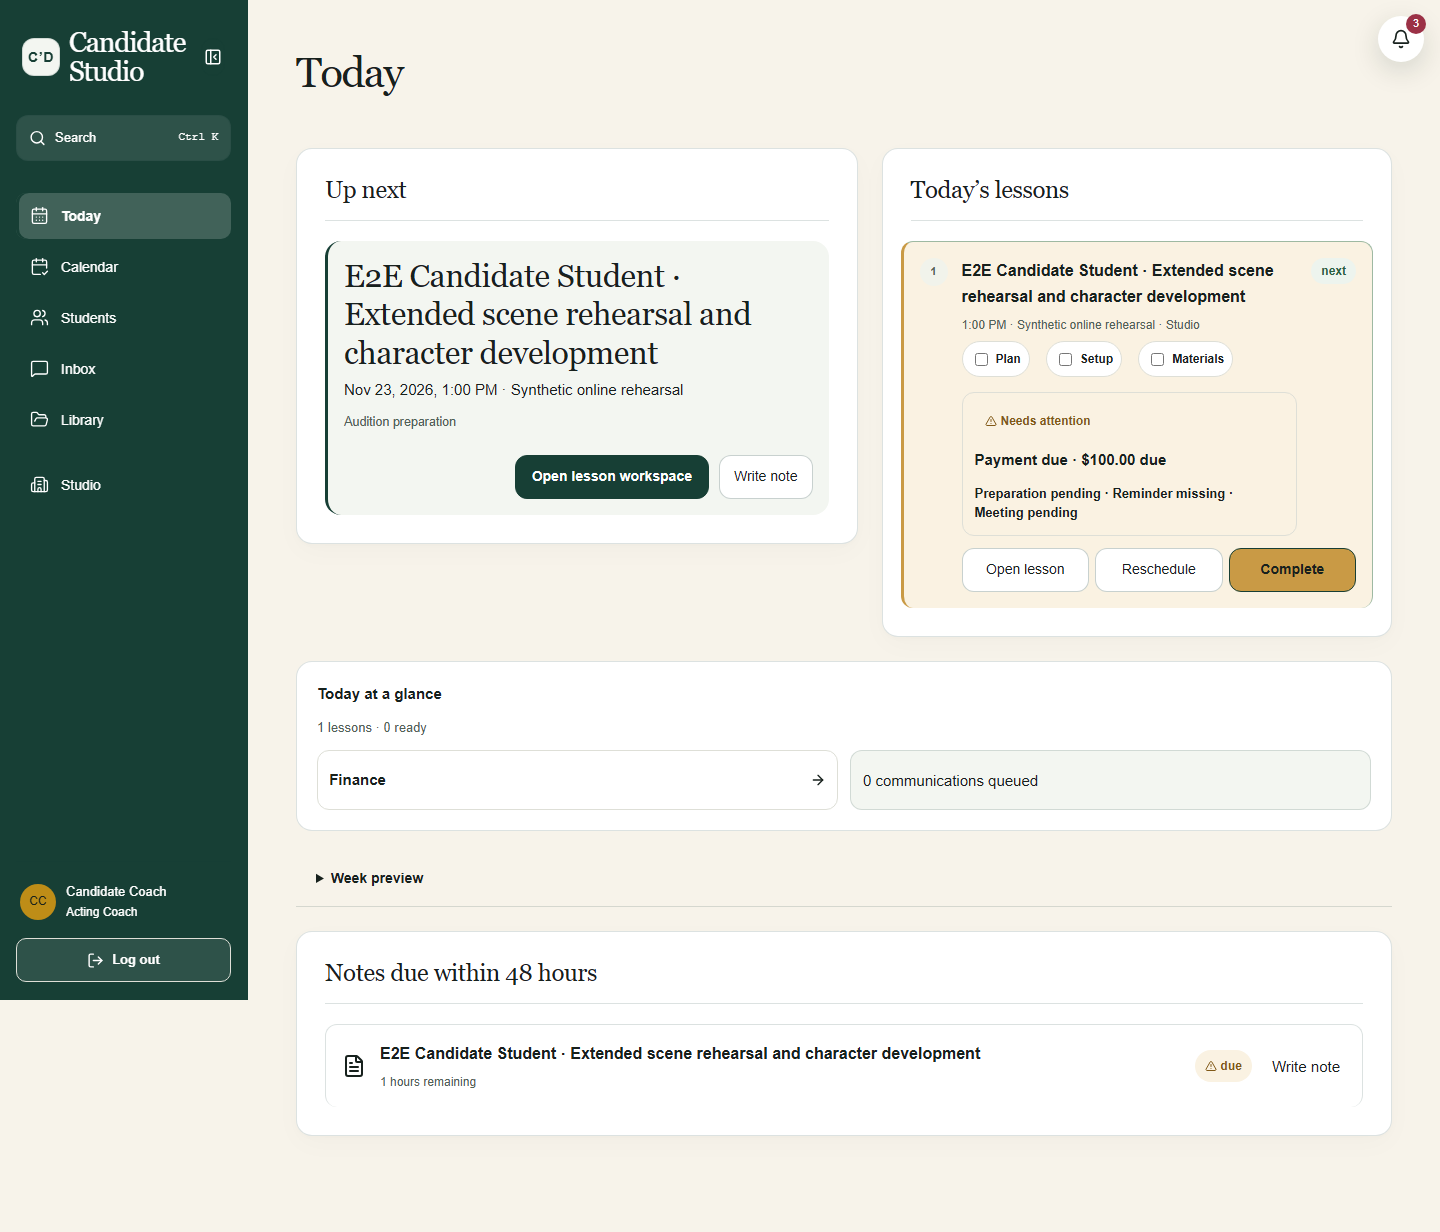 C'D
Candidate
Studio
Search
Ctrl K
Today
Calendar
Students
Inbox
Library
Studio
Candidate Coach
Acting Coach
CC
Log out
3
Today
Up next
E2E Candidate Student ·
Extended scene rehearsal and
character development
Nov 23, 2026, 1:00 PM · Synthetic online rehearsal
Audition preparation
Open lesson workspace
Write note
Today’s lessons
1
E2E Candidate Student · Extended scene
rehearsal and character development
next
1:00 PM · Synthetic online rehearsal · Studio
Plan
Setup
Materials
Needs attention
Payment due · $100.00 due
Preparation pending · Reminder missing ·
Meeting pending
Open lesson
Reschedule
Complete
Today at a glance
1 lessons · 0 ready
Finance
0 communications queued
Week preview
Notes due within 48 hours
E2E Candidate Student · Extended scene rehearsal and character development
1 hours remaining
due
Write note